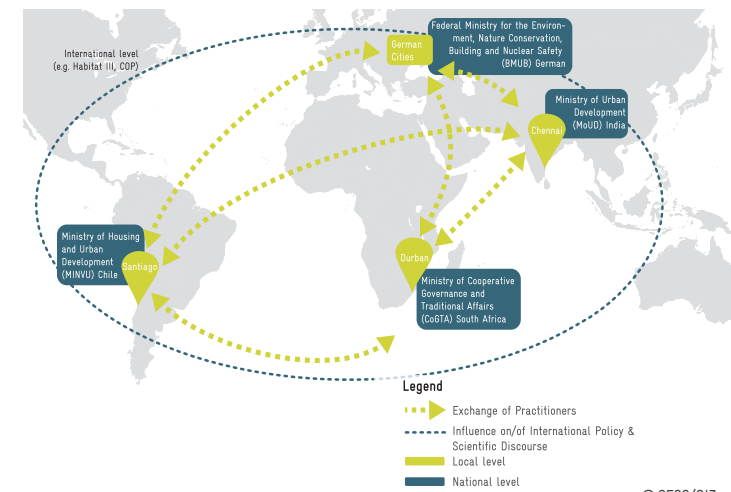 International level
(e.g. Habitat III, COP)
German
Cities
Federal Ministry for the Environ-
ment, Nature Conservation,
Building and Nuclear Safety
(BMUB) German
Ministry of Urban
Development
(MoUD) India
Chennai
Ministry of Housing
and Urban
Development
(MINVU) Chile
Santiago
Durban
Ministry of Cooperative
Governance and
Traditional Affairs
(CoGTA) South Africa
Legend
Exchange of Practitioners
Influence on/of International Policy &
Scientific Discourse
Local level
National level